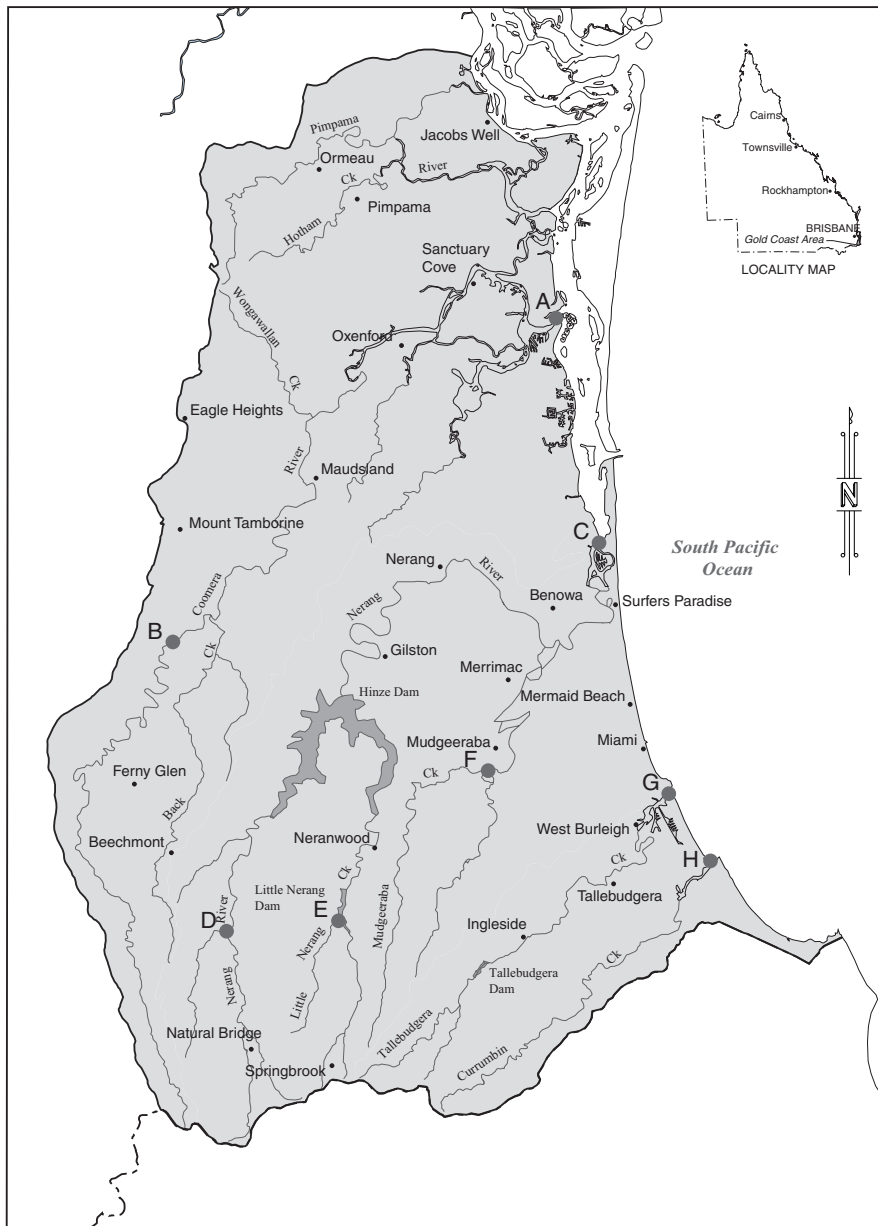 Cairns
Townsville
Rockhampton
BRISBANE
Gold Coast Area
LOCALITY MAP
Pimpama
Jacobs Well
Ormeau
River
Ck
Pimpama
Hotham
Sanctuary
Cove
A
Wongawallan
Oxenford
Ck
Eagle Heights
River
Maudsland
N
Mount Tamborine
C
South Pacific
Ocean
Nerang
River
Coomera
Nerang
Benowa
Surfers Paradise
B
Ck
Gilston
Merrimac
Hinze Dam
Mermaid Beach
Mudgeeraba
Miami
F
Ck
Ferny Glen
G
Back
West Burleigh
Beechmont
Neranwood
H
Ck
Ck
Little Nerang
Dam
Tallebudgera
D
River
E
Mudgeeraba
Nerang
Ingleside
Ck
Tallebudgera
Dam
Nerang
Little
Natural Bridge
Tallebudgera
Springbrook
Currumbin